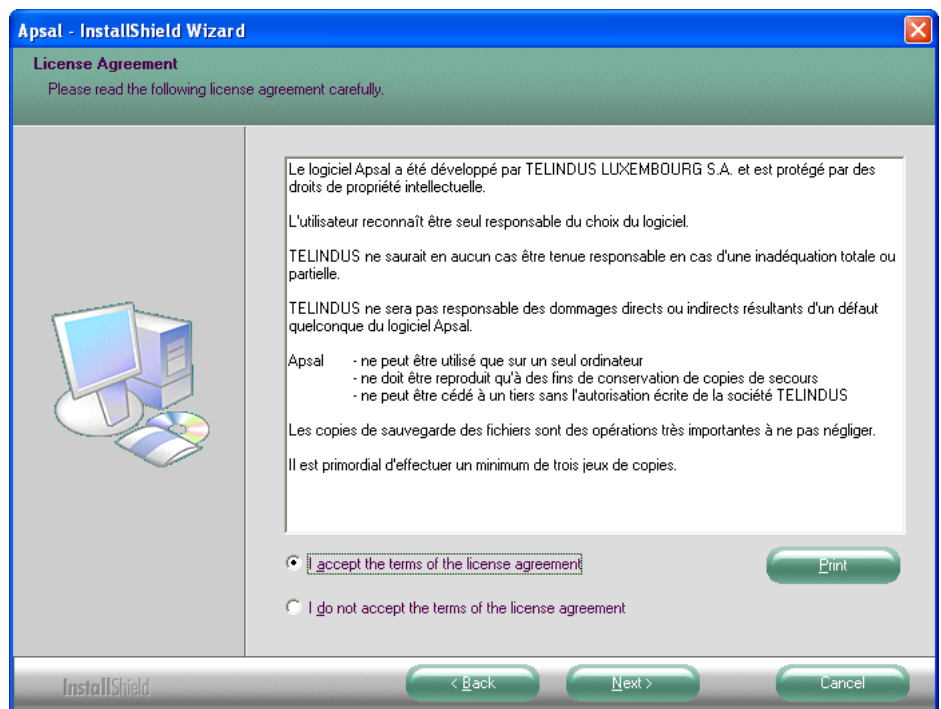 Apsal - InstallShield Wizard
License Agreement
Please read the following license agreement carefully.
Le logiciel Apsal a été développé par TELINDUS LUXEMBOURG S.A. et est protégé par des
droits de propriété intellectuelle.
L'utilisateur reconnaît être seul responsable du choix du logiciel.
TELINDUS ne saurait en aucun cas être tenue responsable en cas d'une inadéquation totale ou
partielle.
TELINDUS ne sera pas responsable des dommages directs ou indirects résultants d'un défaut
quelconque du logiciel Apsal.
Apsal - ne peut être utilisé que sur un seul ordinateur
- ne doit être reproduit qu'à des fins de conservation de copies de secours
- ne peut être cédé à un tiers sans l'autorisation écrite de la société TELINDUS
Les copies de sauvegarde des fichiers sont des opérations très importantes à ne pas négliger.
Il est primordial d'effectuer un minimum de trois jeux de copies.
I accept the terms of the license agreement
Print
I do not accept the terms of the license agreement
InstallShield
< Back
Next >
Cancel